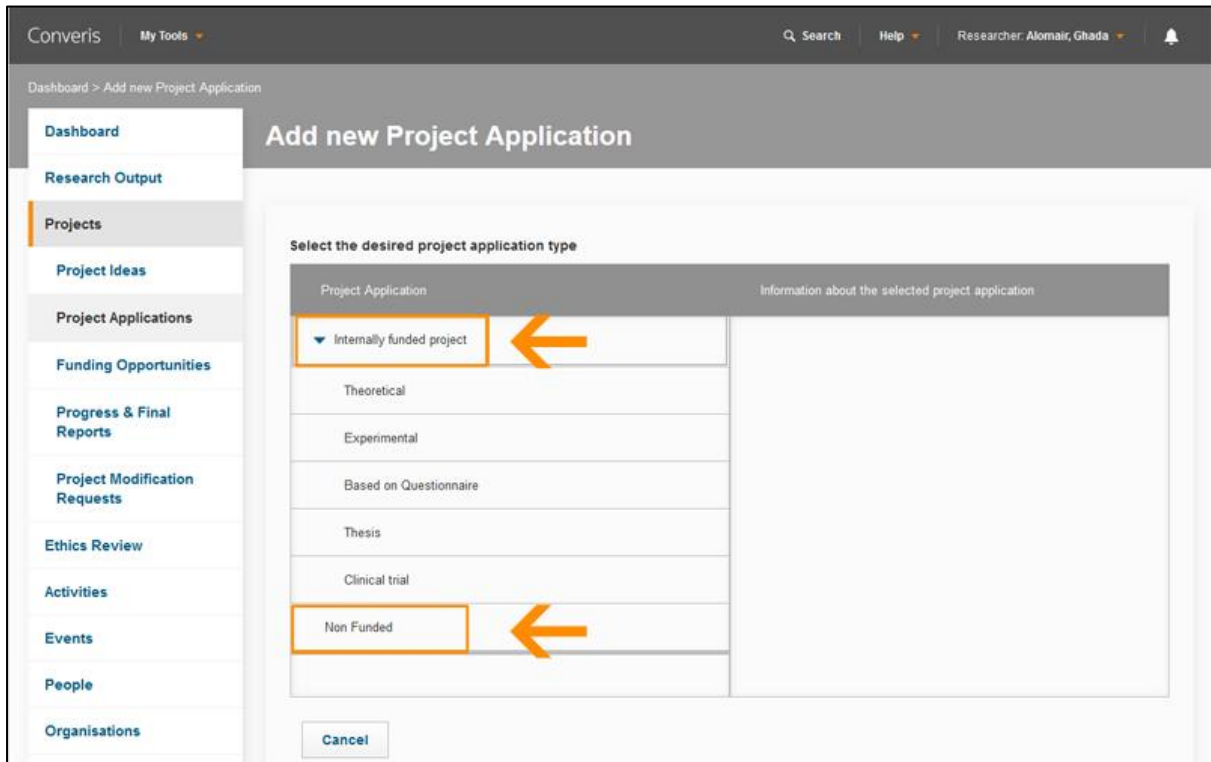 Converis
My Tools
Search
Help
Researcher: Alomair, Ghada
Dashboard > Add new Project Application
Dashboard
Research Output
Projects
Project Ideas
Project Applications
Funding Opportunities
Progress & Final
Reports
Project Modification
Requests
Ethics Review
Activities
Events
People
Organisations
Add new Project Application
Select the desired project application type
Project Application
Information about the selected project application
Internally funded project
Theoretical
Experimental
Based on Questionnaire
Thesis
Clinical trial
Non Funded
Cancel